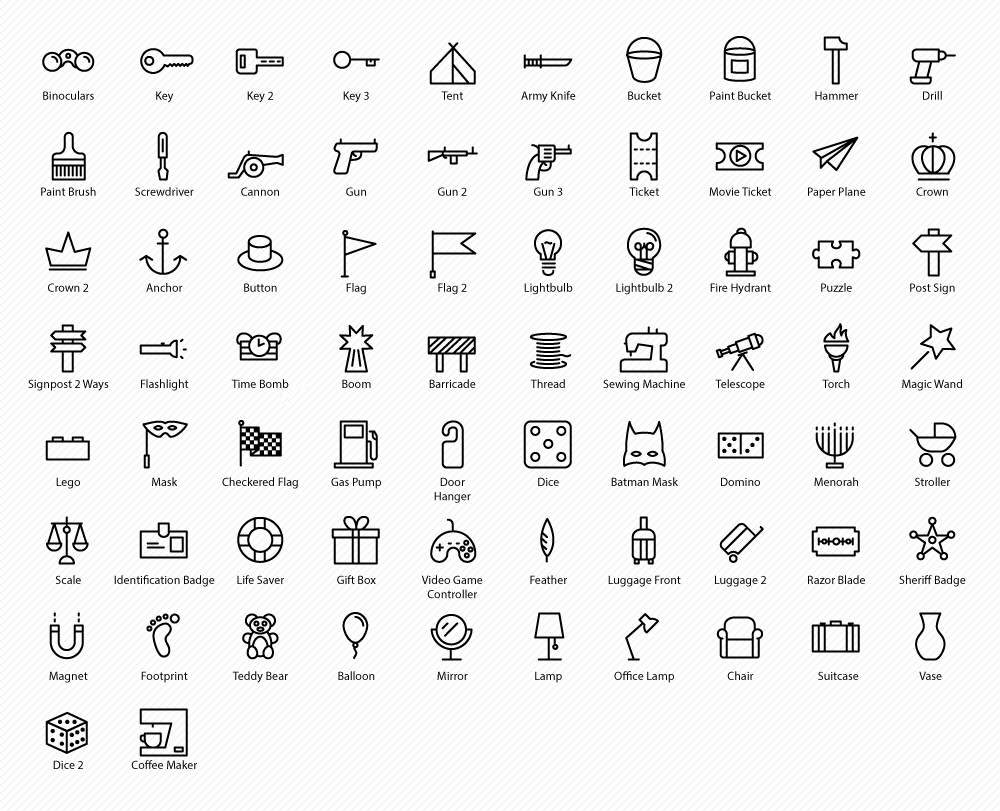 Binoculars Key Key 2 Key 3 Tent Army Knife Bucket Paint Bucket Hammer Drill
Paint Brush Screwdriver Cannon Gun Gun 2 Gun 3 Ticket Movie Ticket Paper Plane Crown
Crown 2 Anchor Button Flag Flag 2 Lightbulb Lightbulb 2 Fire Hydrant Puzzle Post Sign
Signpost 2 Ways Flashlight Time Bomb Boom Barricade Thread Sewing Machine Telescope Torch Magic Wand
Lego Mask Checkered Flag Gas Pump Door Dice Batman Mask Domino Menorah Stroller
Hanger
Scale Identification Badge Life Saver Gift Box Video Game Feather Luggage Front Luggage 2 Razor Blade Sheriff Badge
Controller
Magnet Footprint Teddy Bear Balloon Mirror Lamp Office Lamp Chair Suitcase Vase
Dice 2 Coffee Maker